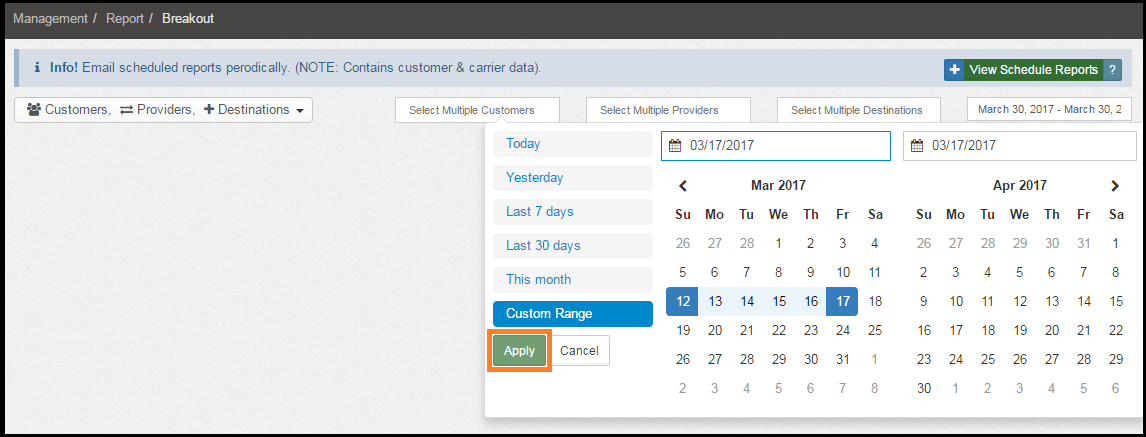 Management / Report / Breakout
i Info! Email scheduled reports perodically. (NOTE: Contains customer & carrier data).
+ View Schedule Reports ?
Customers, Providers, + Destinations
Select Multiple Customers
Select Multiple Providers
Select Multiple Destinations
March 30, 2017 - March 30, 2
Today
Yesterday
Last 7 days
Last 30 days
This month
Custom Range
Apply Cancel
03/17/2017
Mar 2017
Su Mo Tu We Th Fr Sa
26 27 28 1 2 3 4
5 6 7 8 9 10 11
12 13 14 15 16 17 18
19 20 21 22 23 24 25
26 27 28 29 30 31 1
2 3 4 5 6 7 8
03/17/2017
Apr 2017
Su Mo Tu We Th Fr Sa
26 27 28 29 30 31 1
2 3 4 5 6 7 8
9 10 11 12 13 14 15
16 17 18 19 20 21 22
23 24 25 26 27 28 29
30 1 2 3 4 5 6